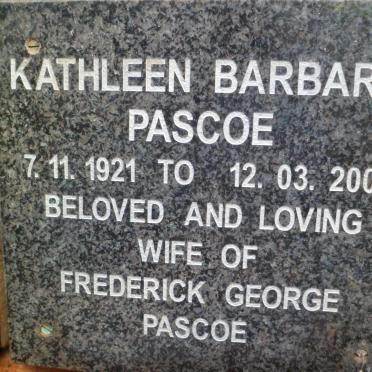 KATHLEEN BARBAR
PASCOE
7. 11. 1921 TO 12. 03. 200
BELOVED AND LOVING
WIFE OF
FREDERICK GEORGE
PASCOE